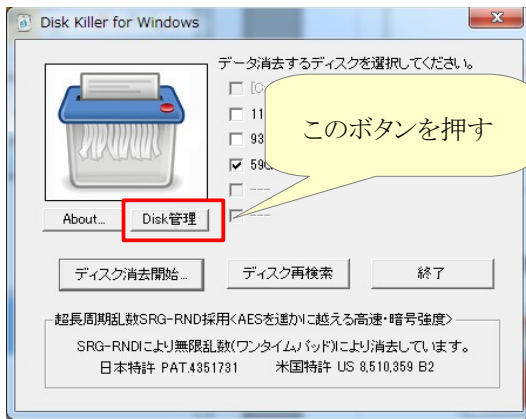 Disk Killer for Windows
データ消去するディスクを選択してください。
11
93
このボタンを押す
---
---
About...
Disk管理
ディスク消去開始...
ディスク再検索
終了
超長周期乱数SRG-RND採用<AESを遥かに越える高速・暗号強度>
SRG-RNDにより無限乱数(ワンタイムパッド)により消去しています。
日本特許 PAT.4351731 米国特許 US 8,510,359 B2